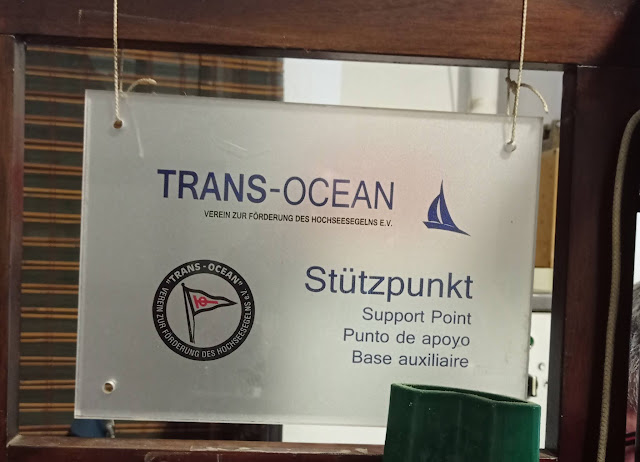 TRANS-OCEAN
VEREIN ZUR FÖRDERUNG DES HOCHSEESEGELNS E.V.
"TRANS-OCEAN"
VEREIN ZUR FÖRDERUNG DES HOCHSEESEGELNS e.V.
Stützpunkt
Support Point
Punto de apoyo
Base auxiliaire